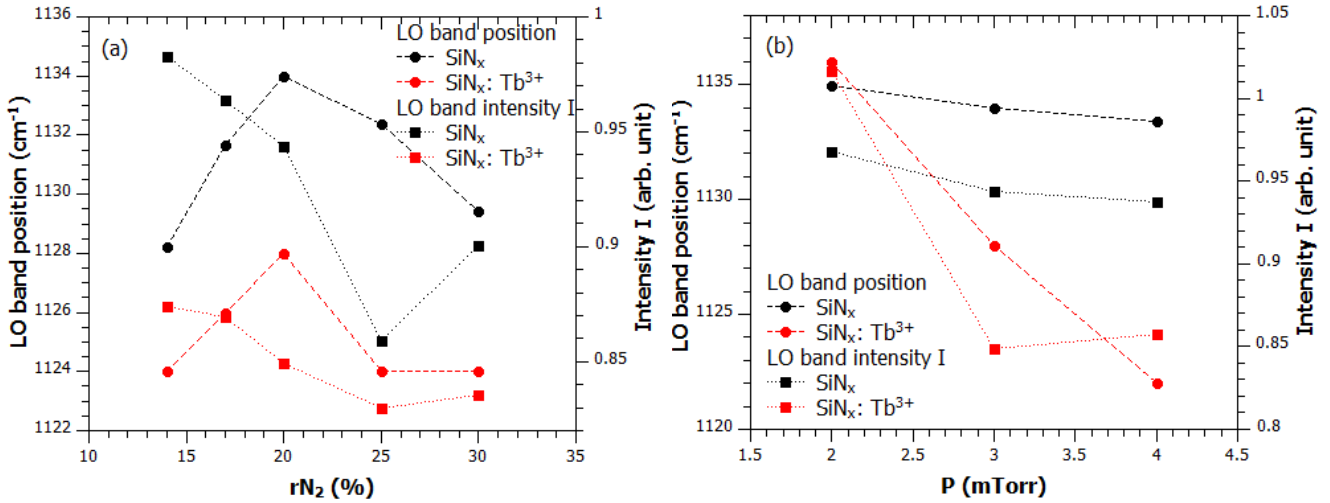 (a)
LO band position
SiNₓ
SiNₓ: Tb³⁺
LO band intensity I
SiNₓ
SiNₓ: Tb³⁺
LO band position (cm⁻¹)
1136
1134
1132
1130
1128
1126
1124
1122
10
15
20
25
30
35
rN₂ (%)
1
0.95
0.9
0.85
Intensity I (arb. unit)
(b)
LO band position
SiNₓ
SiNₓ: Tb³⁺
LO band intensity I
SiNₓ
SiNₓ: Tb³⁺
LO band position (cm⁻¹)
1135
1130
1125
1120
1.5
2
2.5
3
3.5
4
4.5
P (mTorr)
1.05
1
0.95
0.9
0.85
0.8
Intensity I (arb. unit)